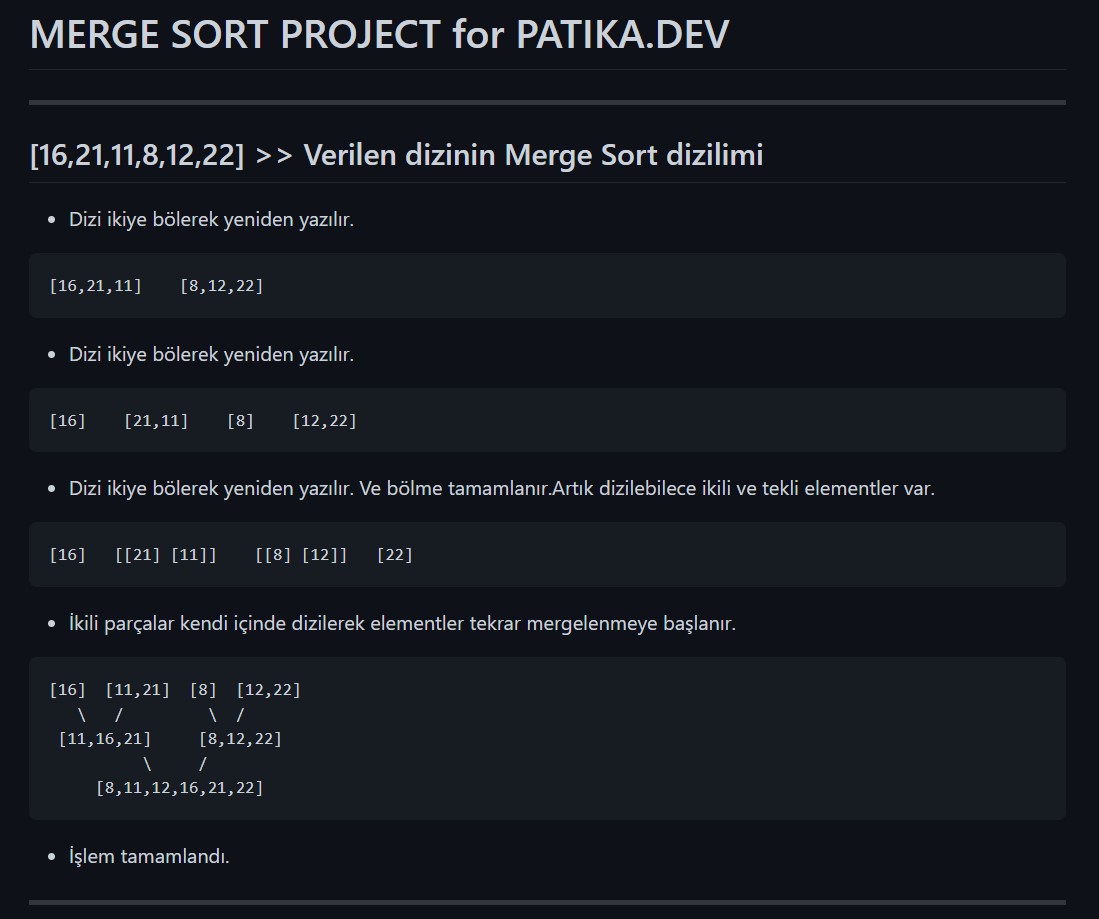 MERGE SORT PROJECT for PATIKA.DEV
[16,21,11,8,12,22] >> Verilen dizinin Merge Sort dizilimi
• Dizi ikiye bölerek yeniden yazılır.
[16,21,11]    [8,12,22]
• Dizi ikiye bölerek yeniden yazılır.
[16]    [21,11]    [8]    [12,22]
• Dizi ikiye bölerek yeniden yazılır. Ve bölme tamamlanır.Artık dizilebilece ikili ve tekli elementler var.
[16]   [[21] [11]]    [[8] [12]]   [22]
• İkili parçalar kendi içinde dizilerek elementler tekrar mergelenmeye başlanır.
[16]  [11,21]  [8]  [12,22]
   \   /         \  /
 [11,16,21]     [8,12,22]
          \     /
     [8,11,12,16,21,22]
• İşlem tamamlandı.